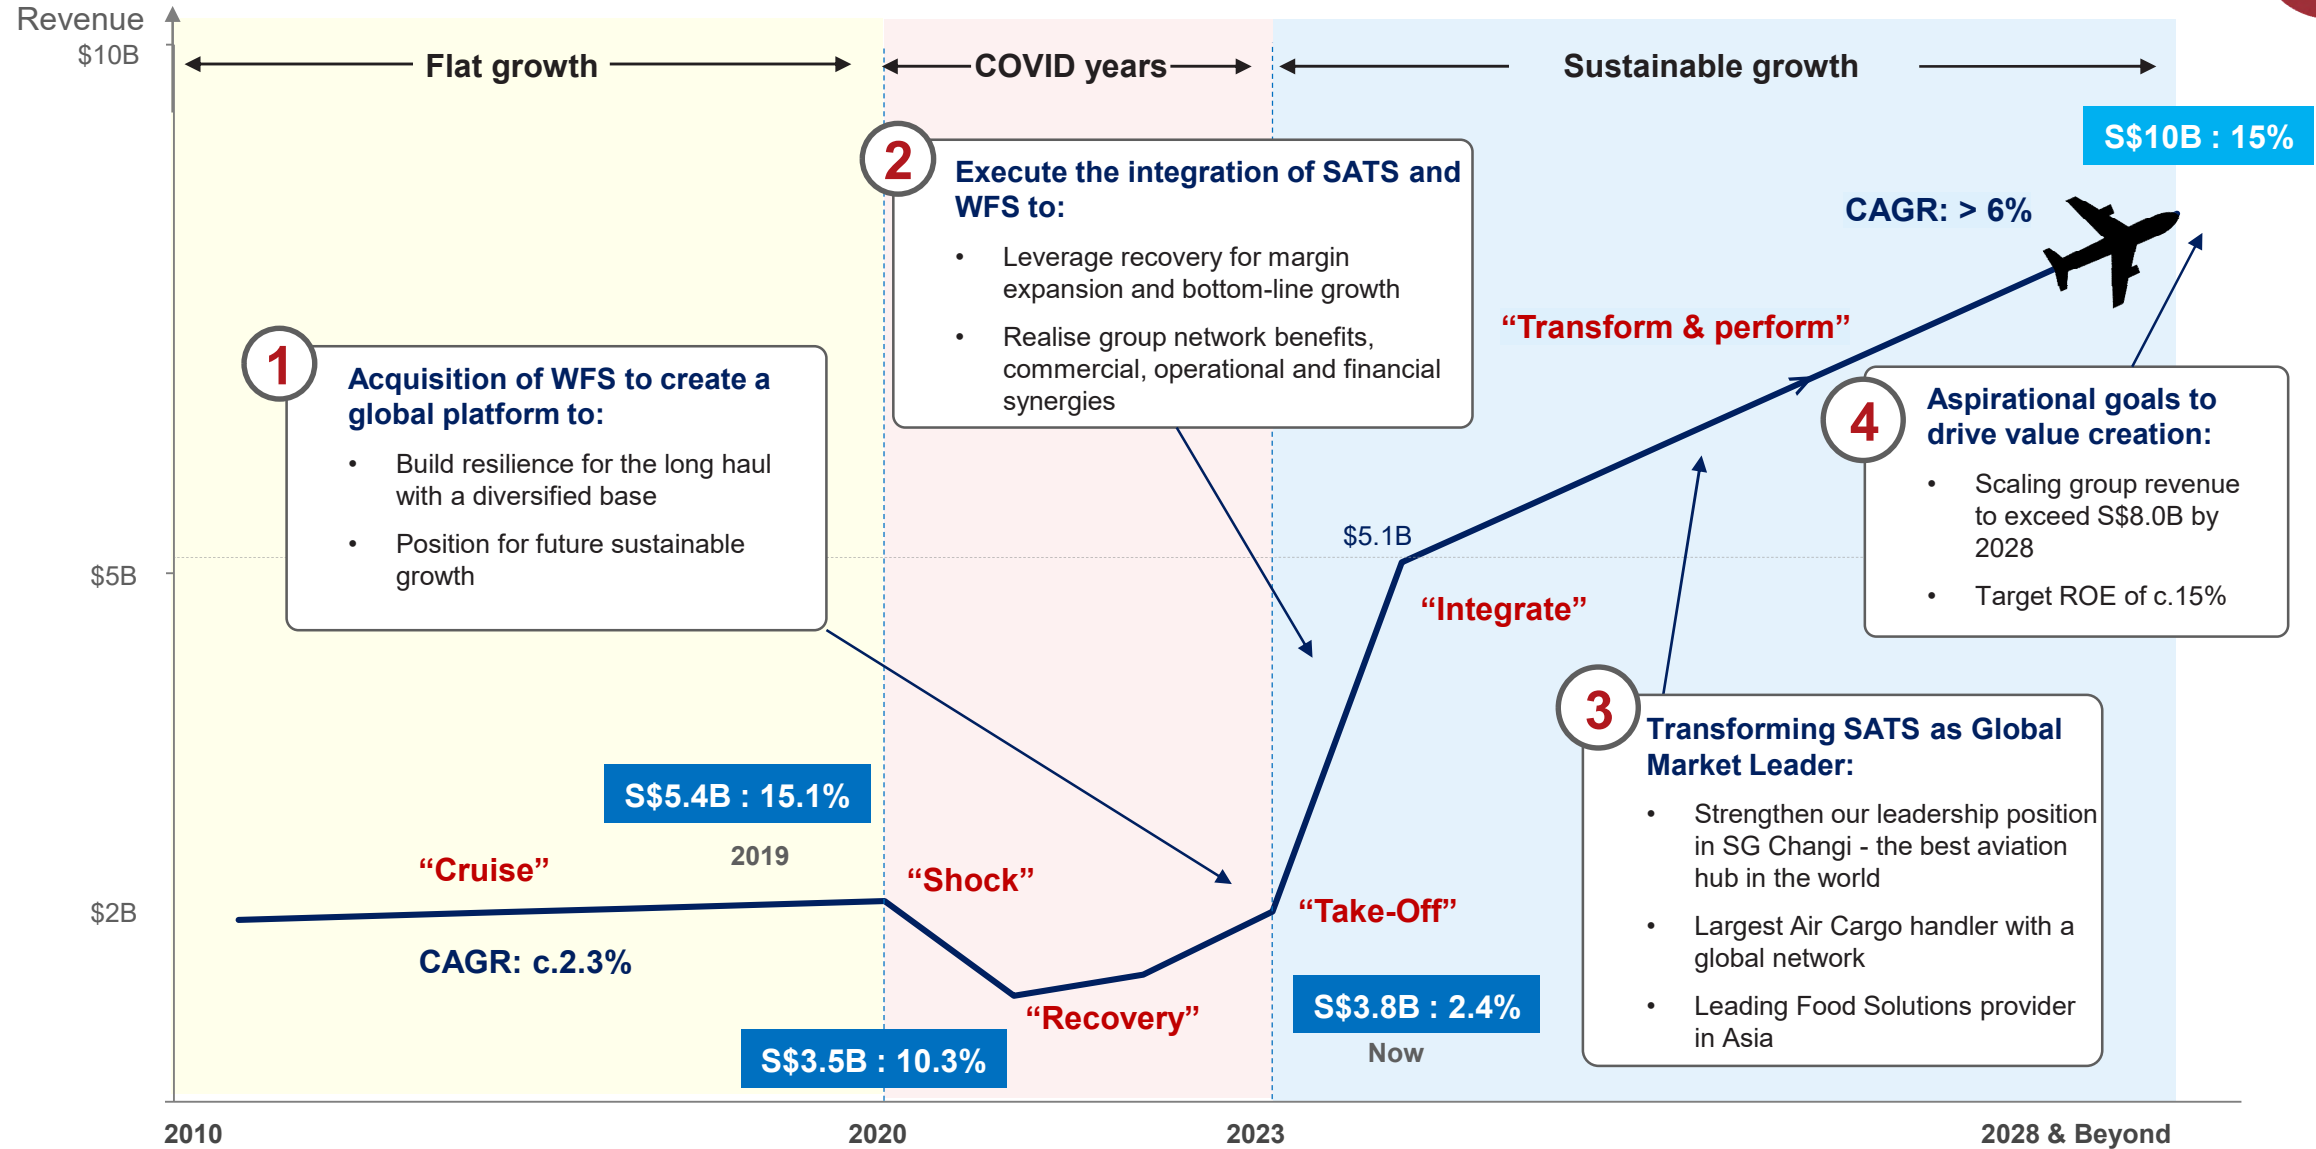 Revenue
$10B
Flat growth
COVID years
Sustainable growth
S$10B : 15%
CAGR: > 6%
2
Execute the integration of SATS and
WFS to:
• Leverage recovery for margin
expansion and bottom-line growth
• Realise group network benefits,
commercial, operational and financial
synergies
“Transform & perform”
1
Acquisition of WFS to create a
global platform to:
• Build resilience for the long haul
with a diversified base
• Position for future sustainable
growth
4
Aspirational goals to
drive value creation:
• Scaling group revenue
to exceed S$8.0B by
2028
• Target ROE of c.15%
$5.1B
$5B
“Integrate”
3
Transforming SATS as Global
Market Leader:
• Strengthen our leadership position
in SG Changi - the best aviation
hub in the world
• Largest Air Cargo handler with a
global network
• Leading Food Solutions provider
in Asia
S$5.4B : 15.1%
2019
“Cruise”
“Shock”
“Take-Off”
$2B
CAGR: c.2.3%
“Recovery”
S$3.8B : 2.4%
Now
S$3.5B : 10.3%
2010
2020
2023
2028 & Beyond